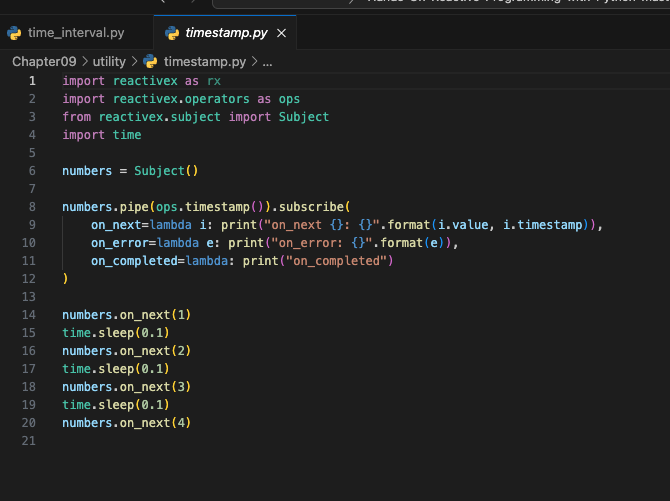 time_interval.py
timestamp.py ×
Chapter09 > utility > timestamp.py > ...
1 import reactivex as rx
2 import reactivex.operators as ops
3 from reactivex.subject import Subject
4 import time
5
6 numbers = Subject()
7
8 numbers.pipe(ops.timestamp()).subscribe(
9     on_next=lambda i: print("on_next {}: {}".format(i.value, i.timestamp)),
10     on_error=lambda e: print("on_error: {}".format(e)),
11     on_completed=lambda: print("on_completed")
12 )
13
14 numbers.on_next(1)
15 time.sleep(0.1)
16 numbers.on_next(2)
17 time.sleep(0.1)
18 numbers.on_next(3)
19 time.sleep(0.1)
20 numbers.on_next(4)
21